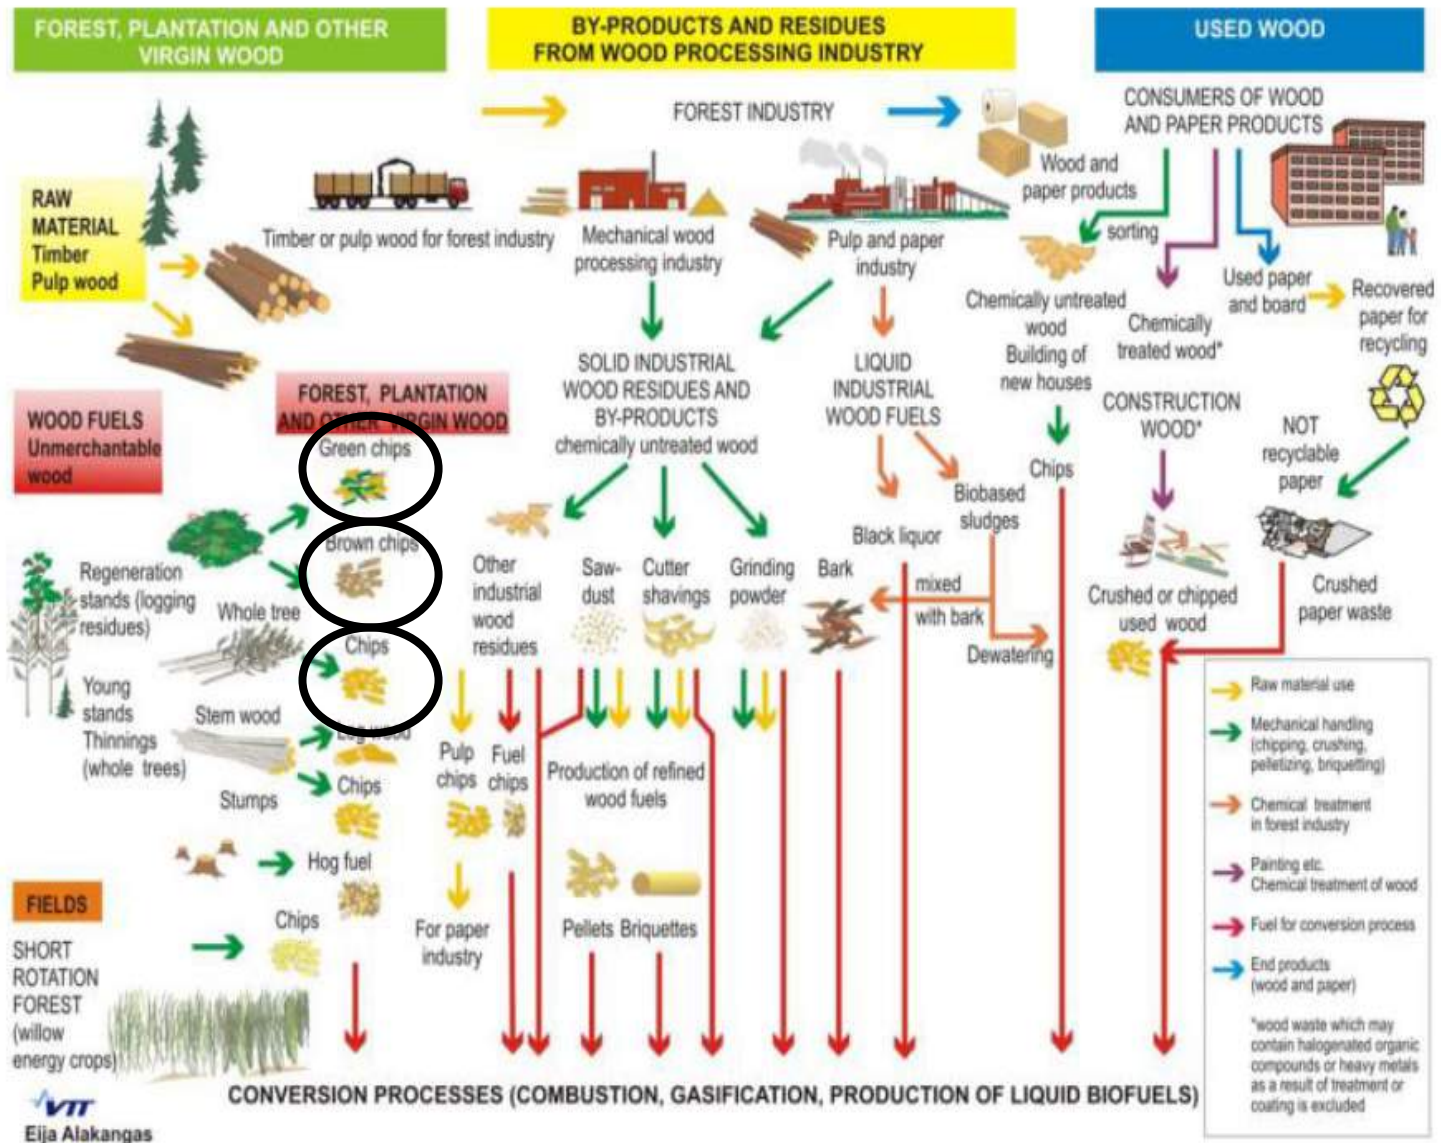 FOREST, PLANTATION AND OTHER
VIRGIN WOOD
BY-PRODUCTS AND RESIDUES
FROM WOOD PROCESSING INDUSTRY
USED WOOD
FOREST INDUSTRY
CONSUMERS OF WOOD
AND PAPER PRODUCTS
Wood and
paper products
RAW
MATERIAL
Timber
Pulp wood
Timber or pulp wood for forest industry
Mechanical wood
processing industry
Pulp and paper
industry
sorting
Chemically untreated
wood
Building of
new houses
Chemically
treated wood*
Used paper
and board
Recovered
paper for
recycling
SOLID INDUSTRIAL
WOOD RESIDUES AND
BY-PRODUCTS
chemically untreated wood
LIQUID
INDUSTRIAL
WOOD FUELS
CONSTRUCTION
WOOD*
NOT
recyclable
paper
WOOD FUELS
Unmerchantable
wood
FOREST, PLANTATION
AND OTHER VIRGIN WOOD
Green chips
Brown chips
Regeneration
stands (logging
residues)
Whole tree
Chips
Young
stands
Thinnings
(whole trees)
Stem wood
Log wood
Chips
Stumps
Hog fuel
Other
industrial
wood
residues
Saw-
dust
Cutter
shavings
Grinding
powder
Bark
Black liquor
Biobased
sludges
mixed
with bark
Dewatering
Chips
Crushed or chipped
used wood
Crushed
paper waste
Pulp
chips
Fuel
chips
Production of refined
wood fuels
Pellets Briquettes
For paper
industry
FIELDS
SHORT
ROTATION
FOREST
(willow
energy crops)
Chips
Raw material use
Mechanical handling
(chipping, crushing,
pelletizing, briquetting)
Chemical treatment
in forest industry
Painting etc.
Chemical treatment of wood
Fuel for conversion process
End products
(wood and paper)
*wood waste which may
contain halogenated organic
compounds or heavy metals
as a result of treatment or
coating is excluded
CONVERSION PROCESSES (COMBUSTION, GASIFICATION, PRODUCTION OF LIQUID BIOFUELS)
VTT
Eija Alakangas